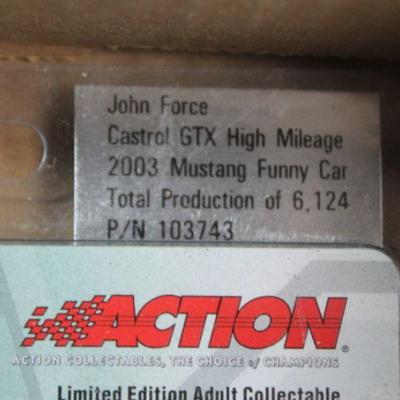 John Force
Castrol GTX High Mileage
2003 Mustang Funny Car
Total Production of 6,124
P/N 103743
ACTION®
ACTION COLLECTABLES, THE CHOICE of CHAMPIONS
Limited Edition Adult Collectable